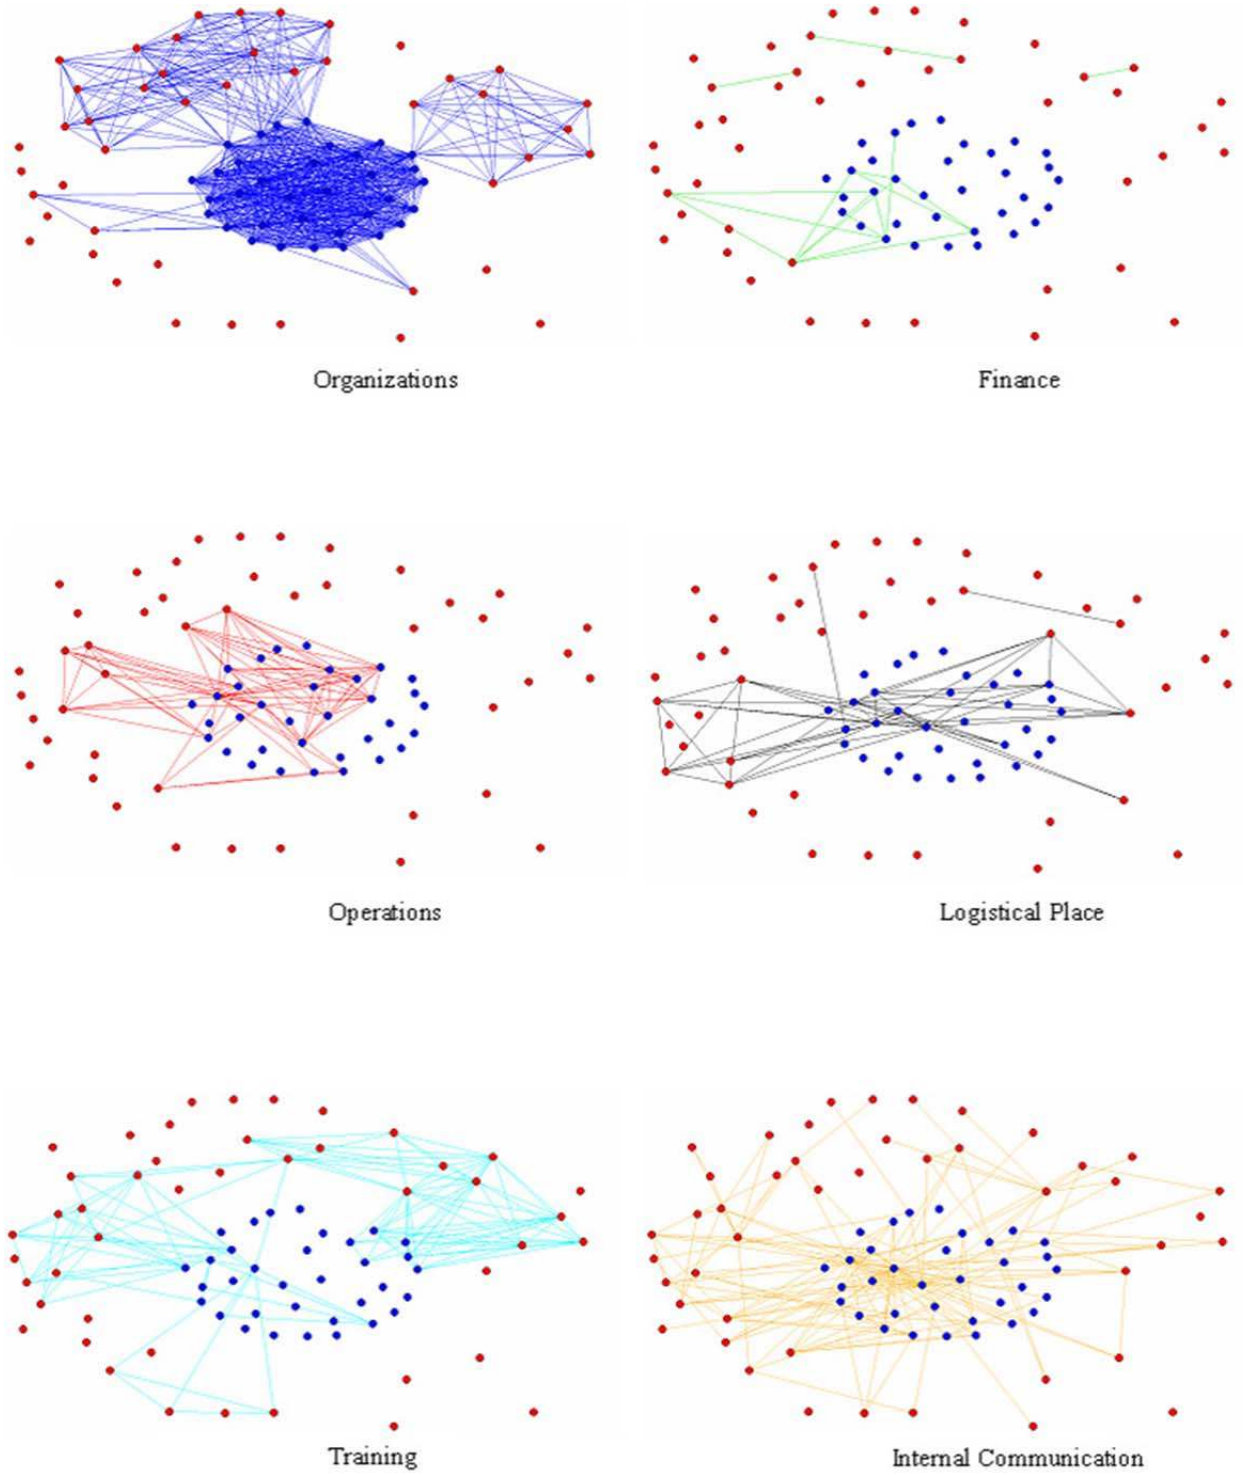 Organizations
Finance
Operations
Logistical Place
Training
Internal Communication